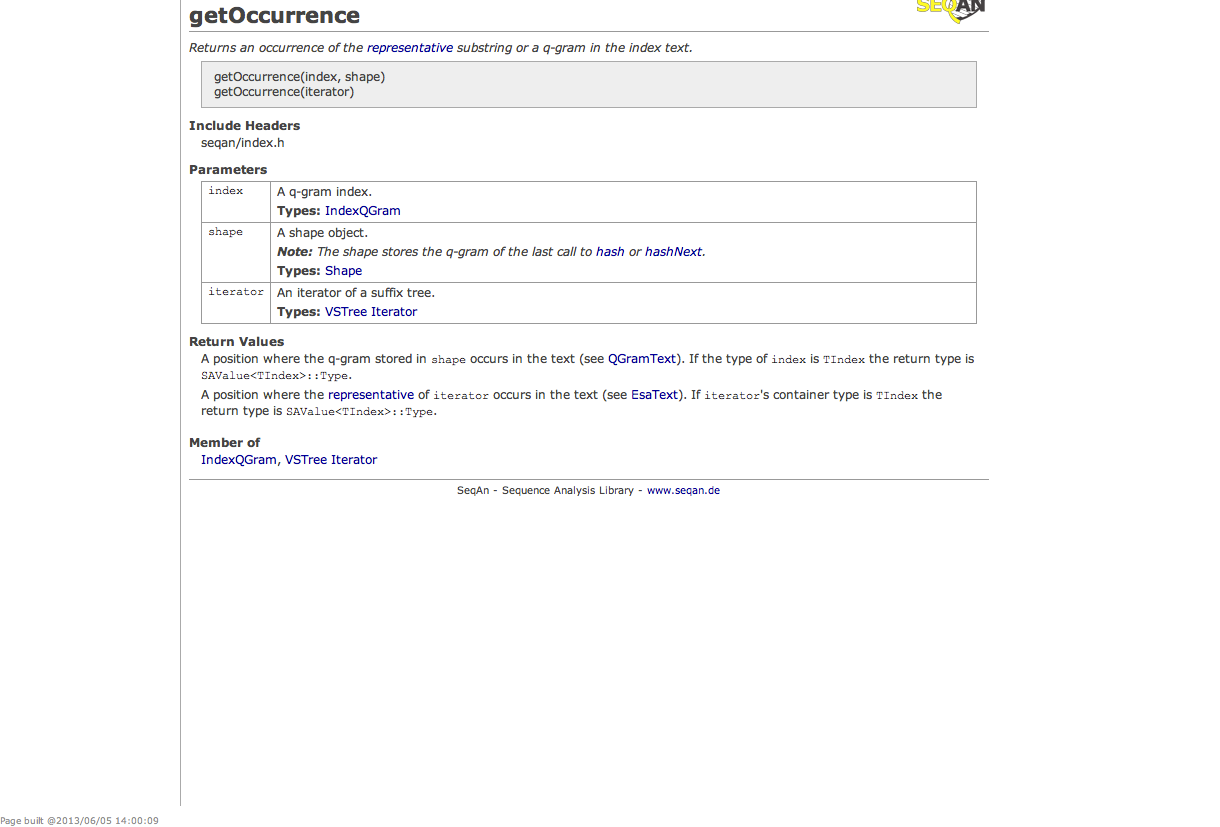 getOccurrence
SEQAN
Returns an occurrence of the representative substring or a q-gram in the index text.
getOccurrence(index, shape)
getOccurrence(iterator)
Include Headers
seqan/index.h
Parameters
index
A q-gram index.
Types: IndexQGram
shape
A shape object.
Note: The shape stores the q-gram of the last call to hash or hashNext.
Types: Shape
iterator
An iterator of a suffix tree.
Types: VSTree Iterator
Return Values
A position where the q-gram stored in shape occurs in the text (see QGramText). If the type of index is TIndex the return type is
SAValue<TIndex>::Type.
A position where the representative of iterator occurs in the text (see EsaText). If iterator's container type is TIndex the
return type is SAValue<TIndex>::Type.
Member of
IndexQGram, VSTree Iterator
SeqAn - Sequence Analysis Library - www.seqan.de
Page built @2013/06/05 14:00:09